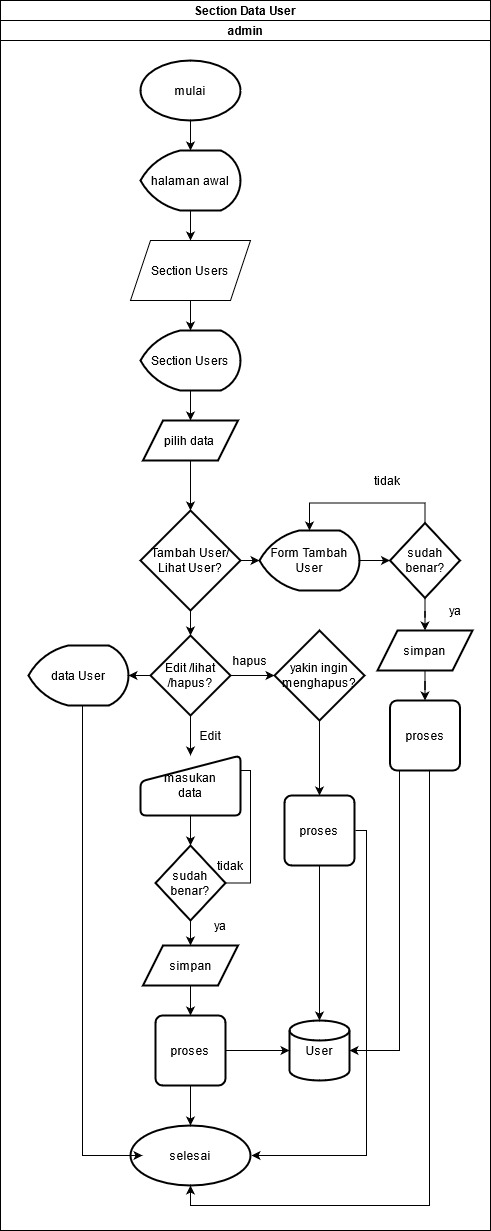 Section Data User
admin
mulai
halaman awal
Section Users
Section Users
pilih data
tidak
Tambah User/
Lihat User?
Form Tambah
User
sudah
benar?
ya
simpan
data User
Edit /lihat
/hapus?
hapus
yakin ingin
menghapus?
proses
Edit
masukan
data
proses
sudah
benar?
tidak
ya
simpan
proses
User
selesai